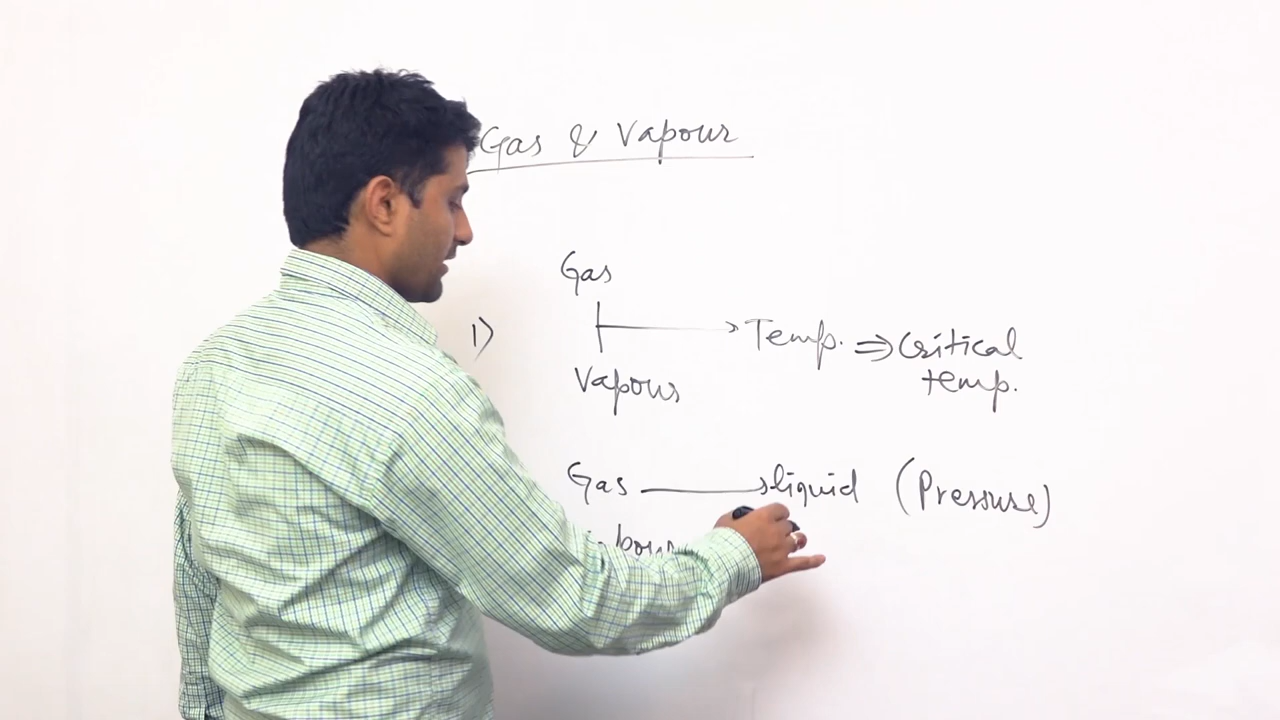 Gas & Vapour
Gas
1) Temp. ⇒ Critical
Vapour temp.
Gas → liquid (Pressure)